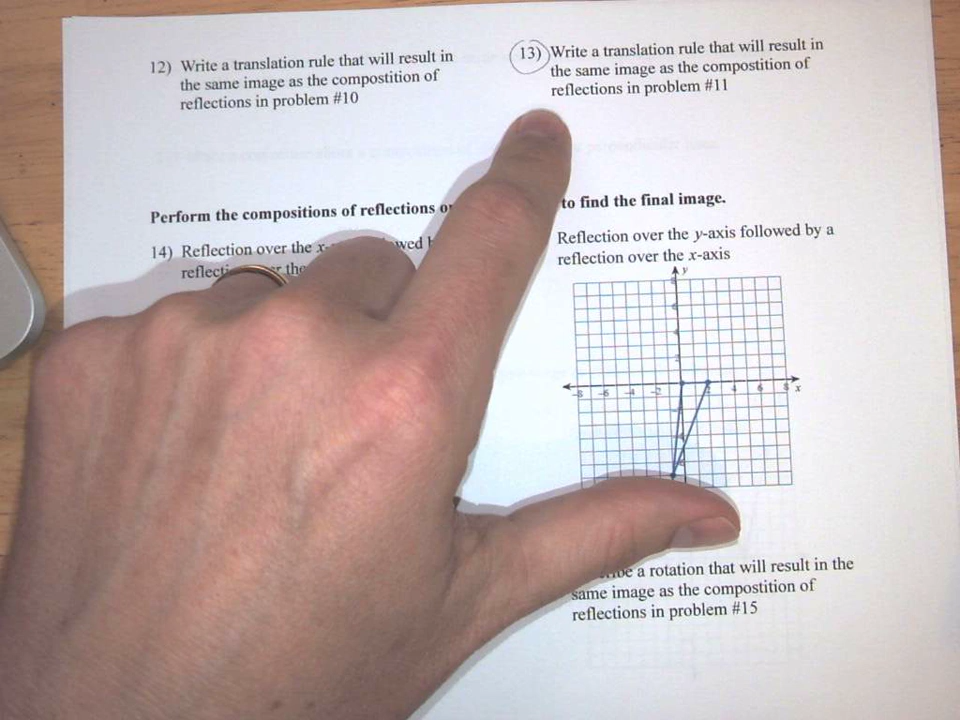 12) Write a translation rule that will result in
the same image as the compostition of
reflections in problem #10
13) Write a translation rule that will result in
the same image as the compostition of
reflections in problem #11
Perform the compositions of reflections
to find the final image.
14) Reflection over the
Reflection over the y-axis followed by a
reflection over the x-axis
y
-8 -6 -4 -2 4 6 8 x
a rotation that will result in the
same image as the compostition of
reflections in problem #15